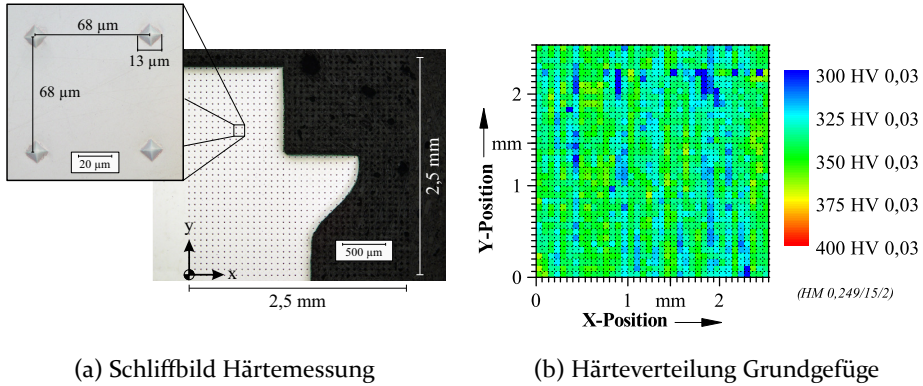 68 µm
13 µm
68 µm
20 µm
2,5 mm
y
500 µm
x
2,5 mm
(a) Schliffbild Härtemessung
Y-Position
2
mm
1
0
0 1 mm 2
X-Position
300 HV 0,03
325 HV 0,03
350 HV 0,03
375 HV 0,03
400 HV 0,03
(HM 0,249/15/2)
(b) Härteverteilung Grundgefüge